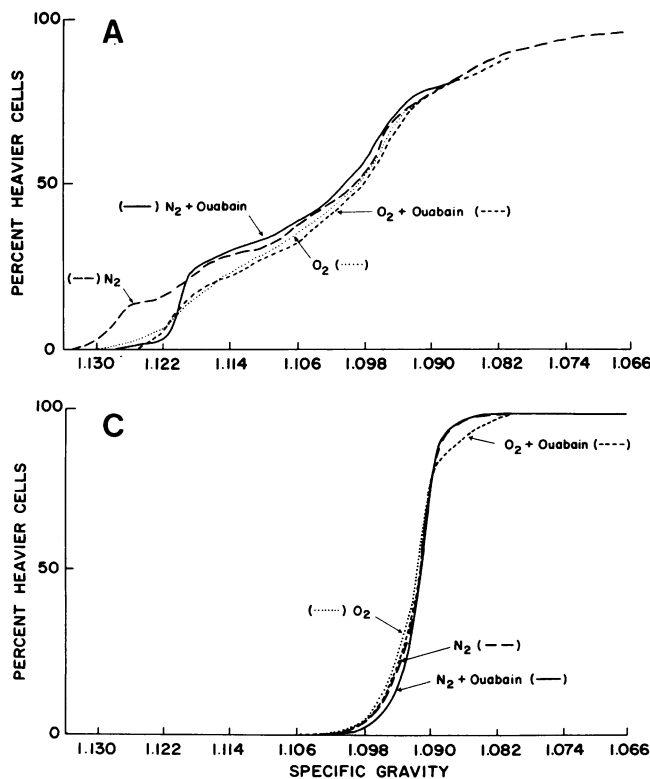 A
PERCENT HEAVIER CELLS
100
50
0
(——) N2 + Ouabain
(– –) N2
O2 + Ouabain (----)
O2 (......)
1.130 1.122 1.114 1.106 1.098 1.090 1.082 1.074 1.066
C
PERCENT HEAVIER CELLS
100
50
0
O2 + Ouabain (----)
(......) O2
N2 (— —)
N2 + Ouabain (——)
1.130 1.122 1.114 1.106 1.098 1.090 1.082 1.074 1.066
SPECIFIC GRAVITY